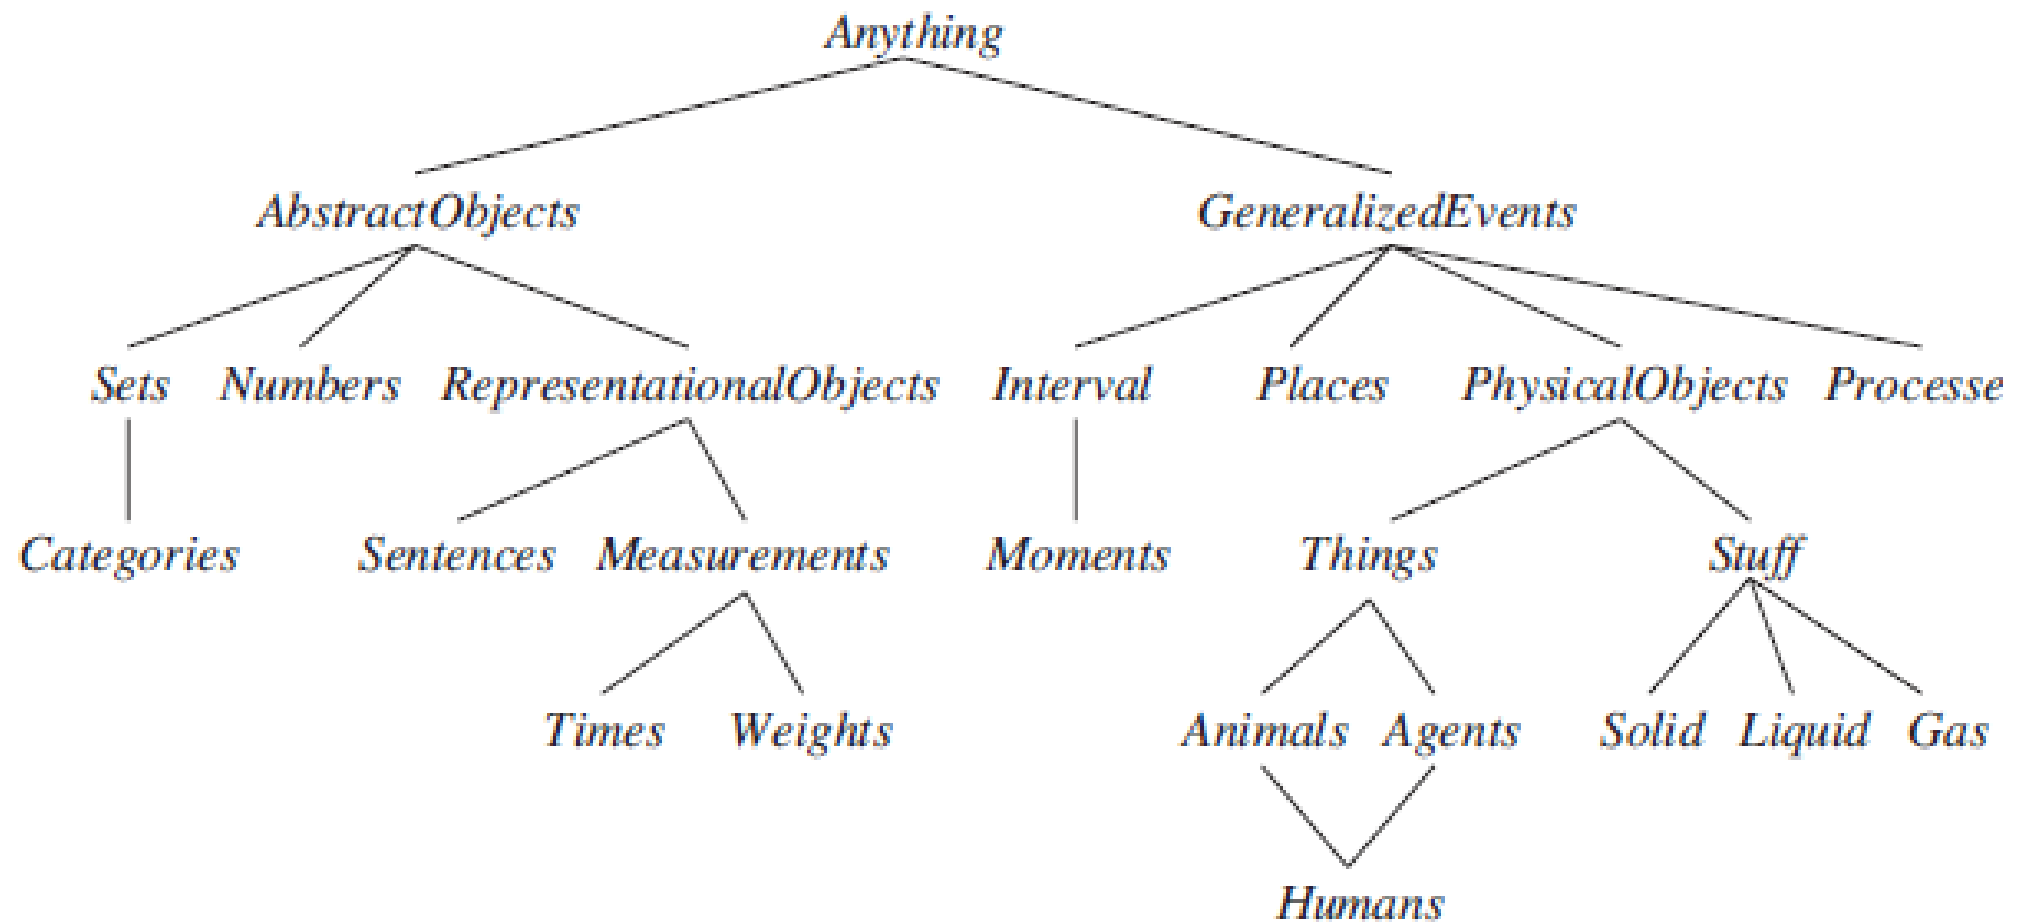 Anything
AbstractObjects GeneralizedEvents
Sets Numbers RepresentationalObjects Interval Places PhysicalObjects Processe
Categories Sentences Measurements Moments Things Stuff
Times Weights Animals Agents Solid Liquid Gas
Humans